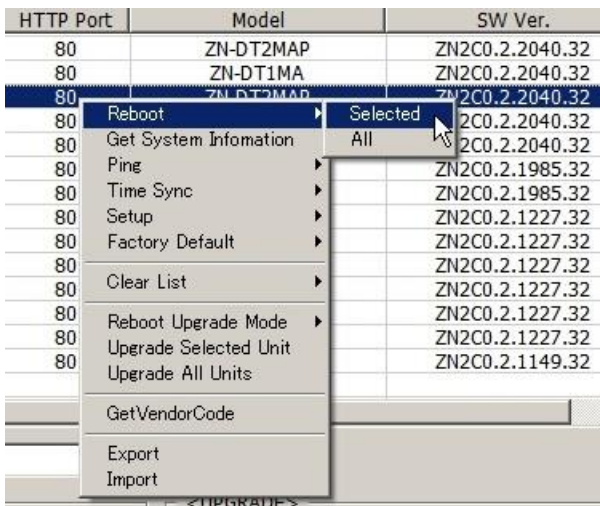 HTTP Port Model SW Ver.
80 ZN-DT2MAP ZN2C0.2.2040.32
80 ZN-DT1MA ZN2C0.2.2040.32
80 ZN-DT2MAP ZN2C0.2.2040.32
80 Reboot Selected ZN2C0.2.2040.32
80 Get System Infomation All ZN2C0.2.2040.32
80 Ping ZN2C0.2.1985.32
80 Time Sync ZN2C0.2.1985.32
80 Setup ZN2C0.2.1227.32
80 Factory Default ZN2C0.2.1227.32
80 ZN2C0.2.1227.32
80 Clear List ZN2C0.2.1227.32
80 Reboot Upgrade Mode ZN2C0.2.1227.32
80 Upgrade Selected Unit ZN2C0.2.1227.32
80 Upgrade All Units ZN2C0.2.1149.32
GetVendorCode
Export
Import
<UPGRADE>